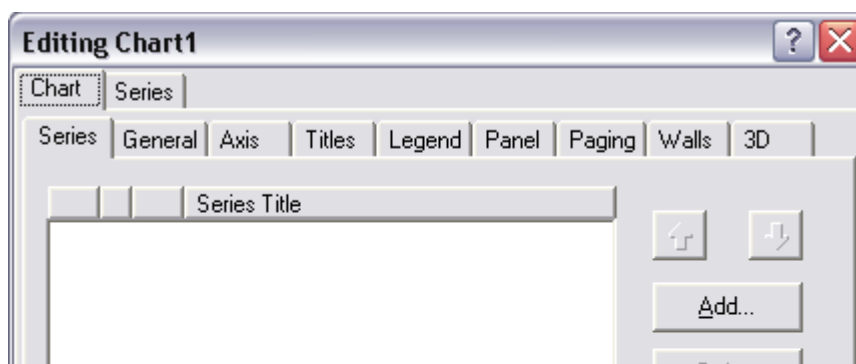 Editing Chart1 ?
Chart Series
Series General Axis Titles Legend Panel Paging Walls 3D
Series Title
Add...